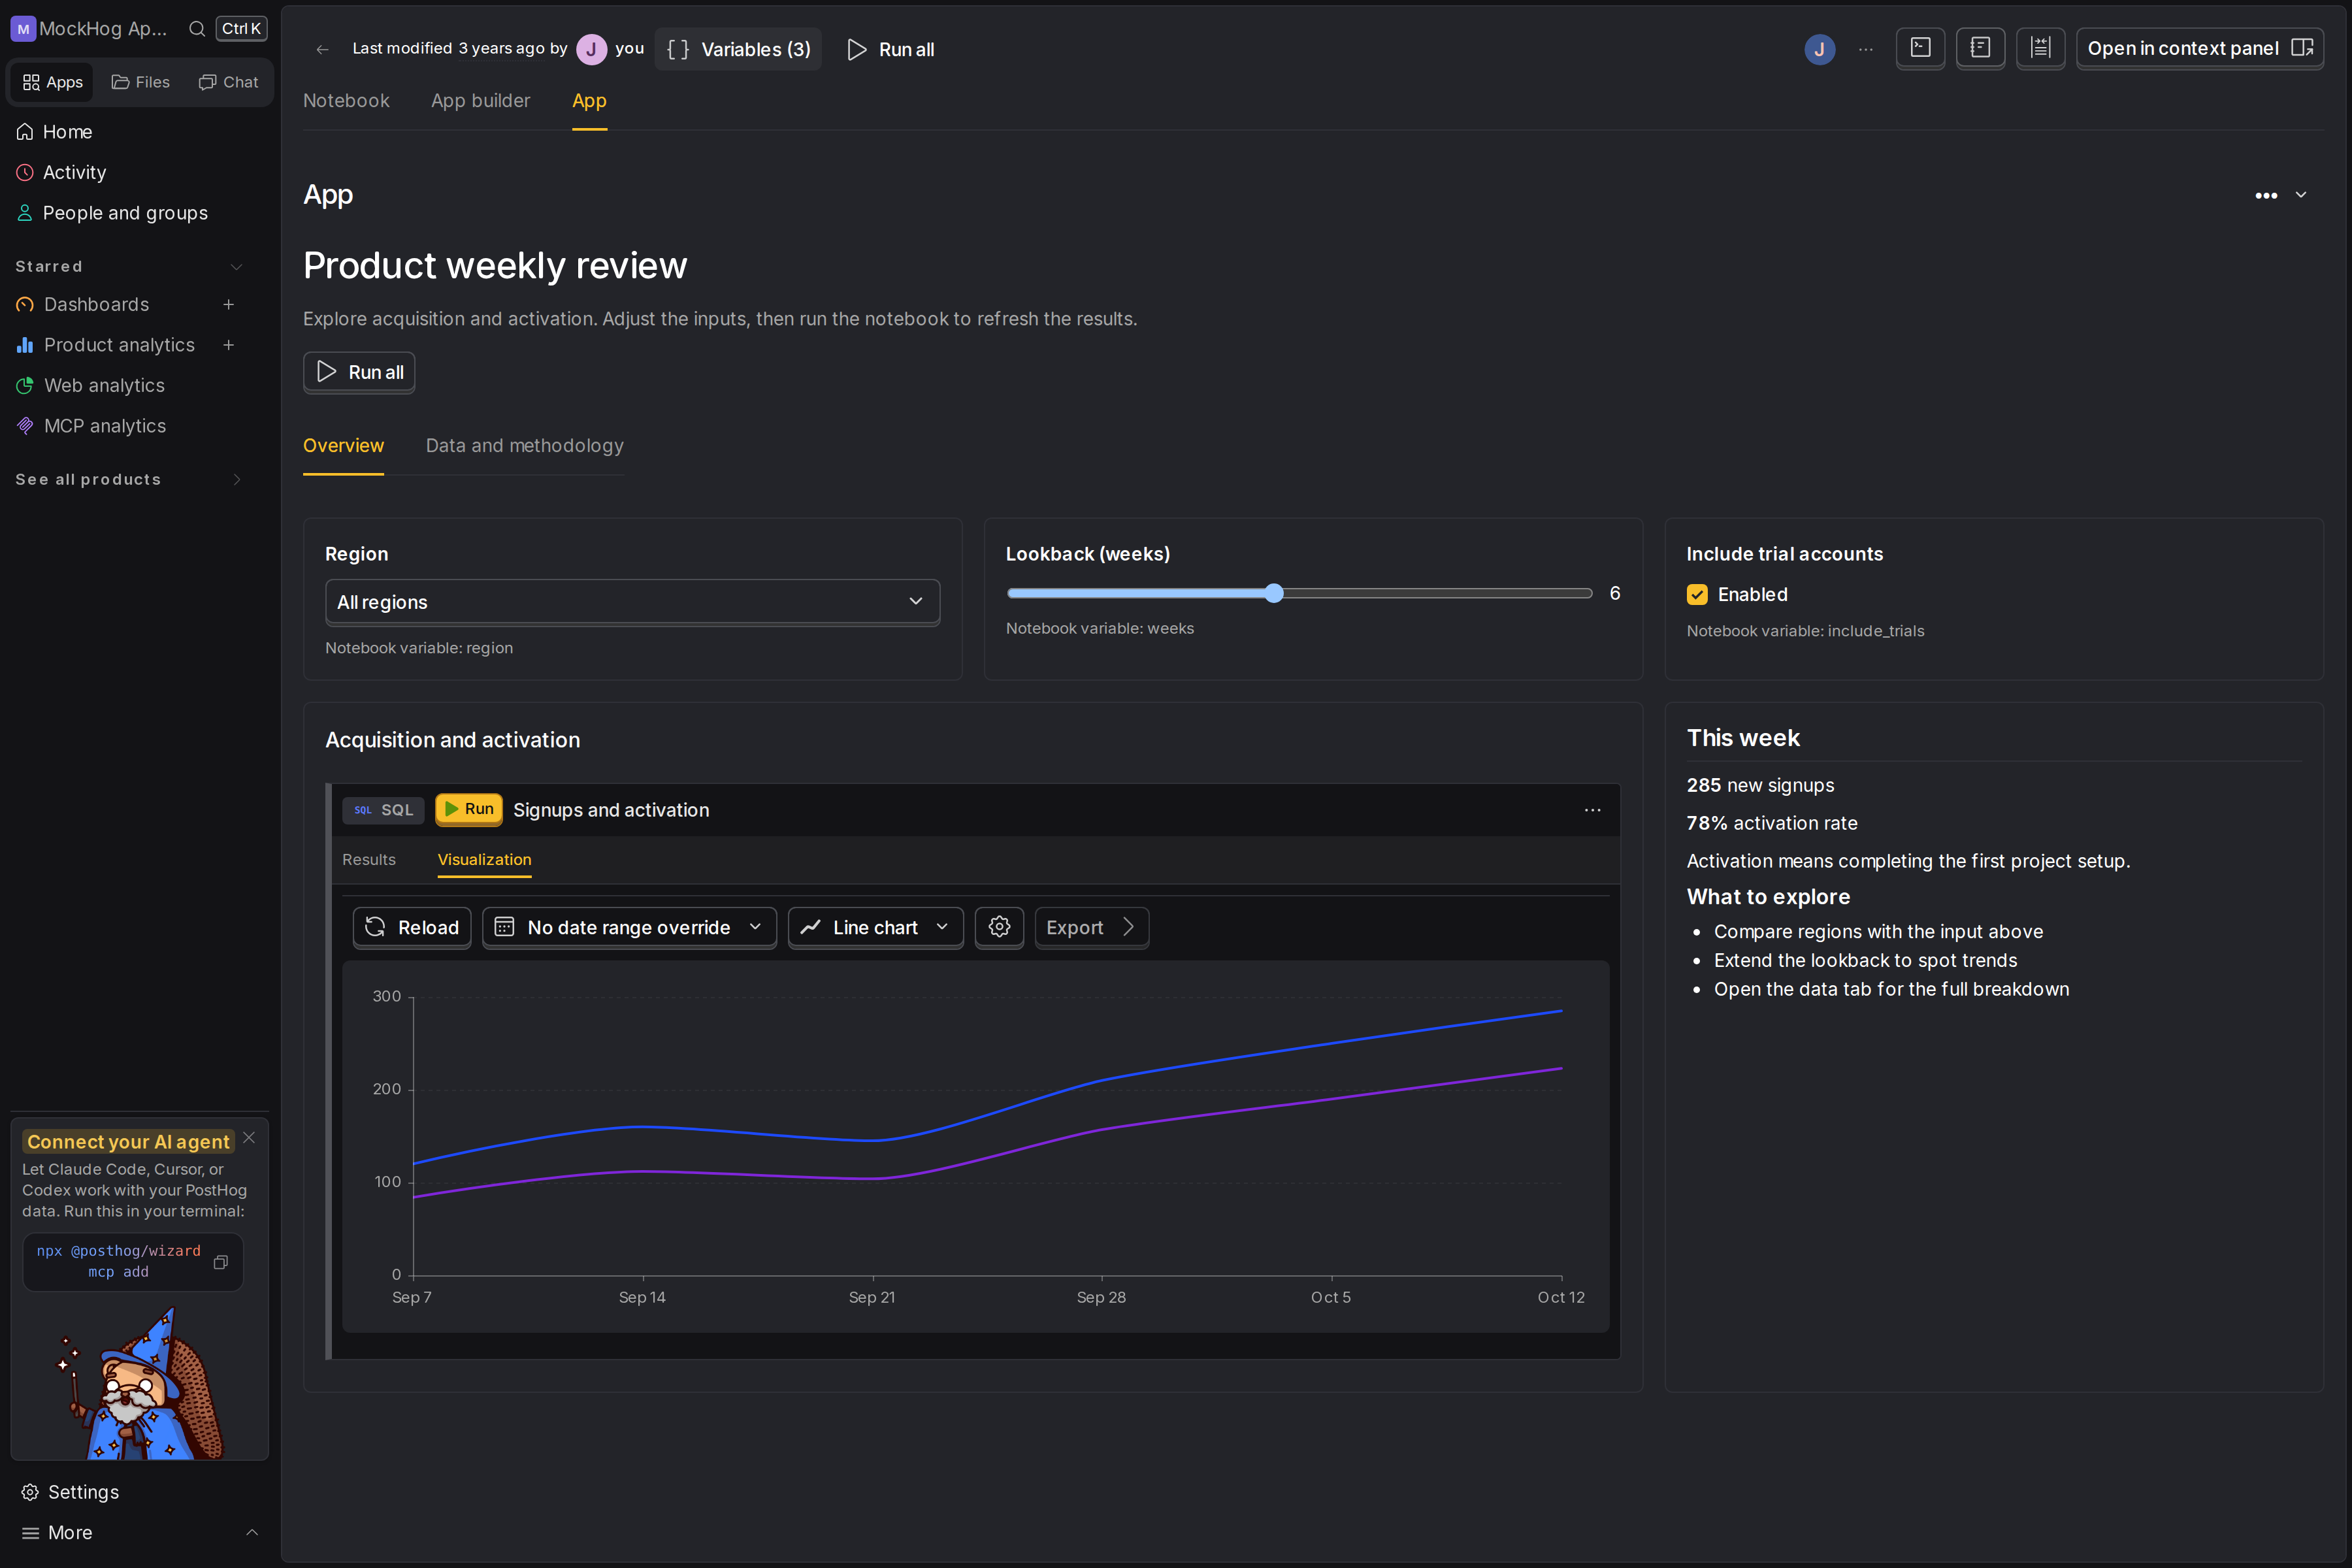 M MockHog Ap... Ctrl K
Apps Files Chat
Home
Activity
People and groups
Starred
Dashboards
Product analytics
Web analytics
MCP analytics
See all products
Connect your AI agent
Let Claude Code, Cursor, or
Codex work with your PostHog
data. Run this in your terminal:
npx @posthog/wizard
mcp add
Settings
More
Last modified 3 years ago by J you Variables (3) Run all
J Open in context panel
Notebook App builder App
App
Product weekly review
Explore acquisition and activation. Adjust the inputs, then run the notebook to refresh the results.
Run all
Overview Data and methodology
Region
All regions
Notebook variable: region
Lookback (weeks)
6
Notebook variable: weeks
Include trial accounts
Enabled
Notebook variable: include_trials
Acquisition and activation
SQL SQL Run Signups and activation
Results Visualization
Reload No date range override Line chart Export
300
200
100
0
Sep 7 Sep 14 Sep 21 Sep 28 Oct 5 Oct 12
This week
285 new signups
78% activation rate
Activation means completing the first project setup.
What to explore
Compare regions with the input above
Extend the lookback to spot trends
Open the data tab for the full breakdown